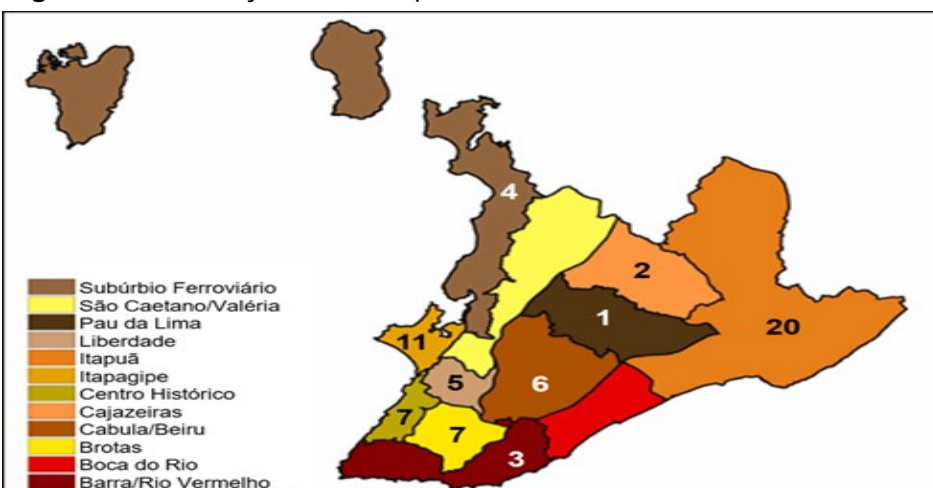 4
2
1
20
11
5
6
7
7
3
Subúrbio Ferroviário
São Caetano/Valéria
Pau da Lima
Liberdade
Itapuã
Itapagipe
Centro Histórico
Cajazeiras
Cabula/Beiru
Brotas
Boca do Rio
Barra/Rio Vermelho